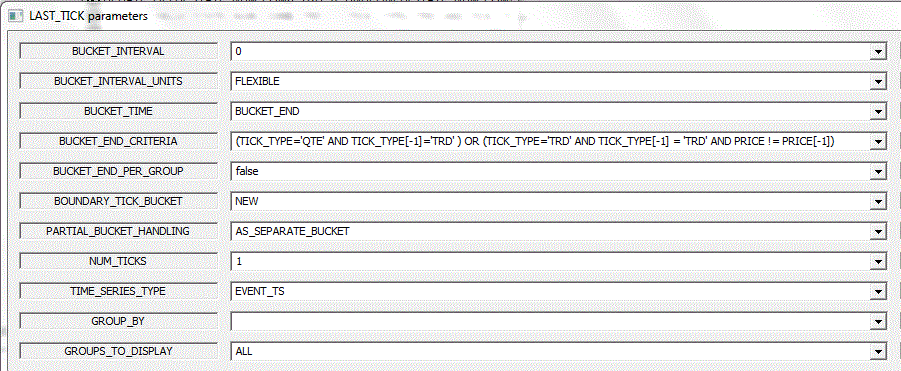 LAST_TICK parameters
BUCKET_INTERVAL 0
BUCKET_INTERVAL_UNITS FLEXIBLE
BUCKET_TIME BUCKET_END
BUCKET_END_CRITERIA (TICK_TYPE='QTE' AND TICK_TYPE[-1]='TRD' ) OR (TICK_TYPE='TRD' AND TICK_TYPE[-1] = 'TRD' AND PRICE != PRICE[-1])
BUCKET_END_PER_GROUP false
BOUNDARY_TICK_BUCKET NEW
PARTIAL_BUCKET_HANDLING AS_SEPARATE_BUCKET
NUM_TICKS 1
TIME_SERIES_TYPE EVENT_TS
GROUP_BY
GROUPS_TO_DISPLAY ALL